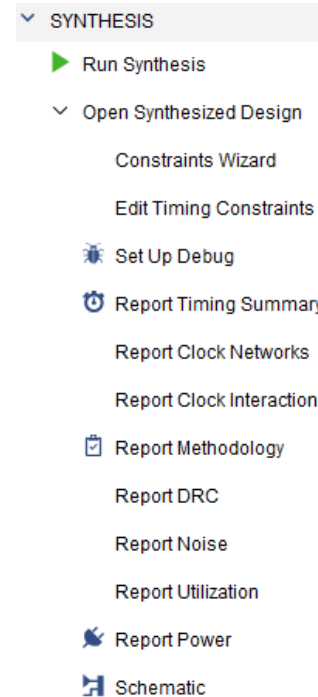 SYNTHESIS
Run Synthesis
Open Synthesized Design
Constraints Wizard
Edit Timing Constraints
Set Up Debug
Report Timing Summary
Report Clock Networks
Report Clock Interaction
Report Methodology
Report DRC
Report Noise
Report Utilization
Report Power
Schematic